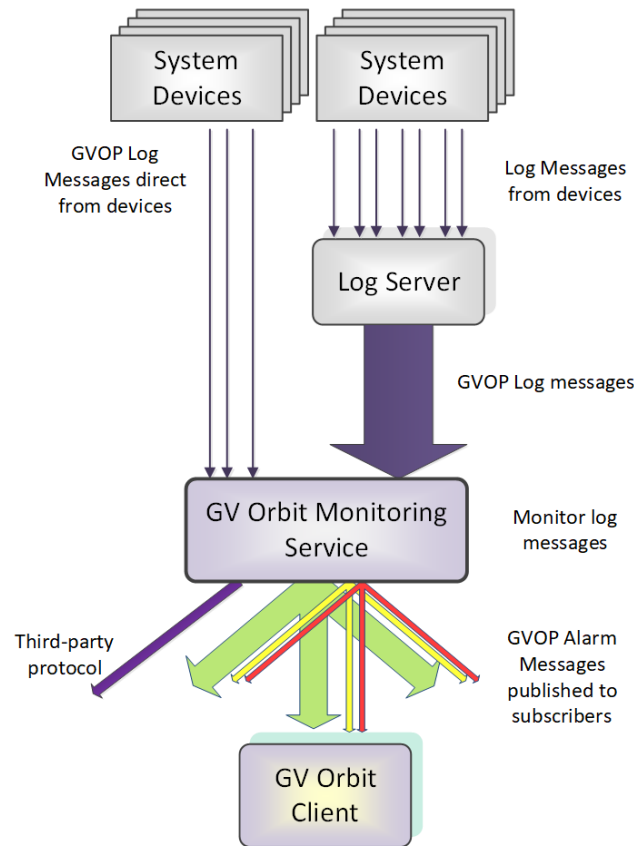 System
Devices
System
Devices
GVOP Log
Messages direct
from devices
Log Messages
from devices
Log Server
GVOP Log messages
GV Orbit Monitoring
Service
Monitor log
messages
Third-party
protocol
GVOP Alarm
Messages
published to
subscribers
GV Orbit
Client